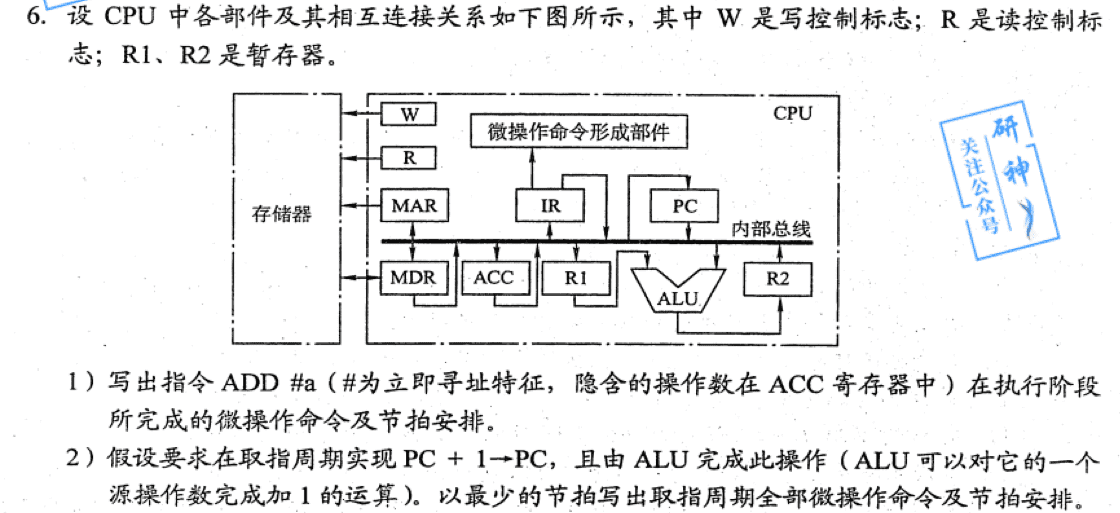 6. 设 CPU 中各部件及其相互连接关系如下图所示，其中 W 是写控制标志；R 是读控制标
志；R1、R2 是暂存器。
CPU
W
微操作命令形成部件
R
存储器
MAR
IR
PC
内部总线
MDR
ACC
R1
ALU
R2
研神
关注公众号
1）写出指令 ADD #a（#为立即寻址特征，隐含的操作数在 ACC 寄存器中）在执行阶段
所完成的微操作命令及节拍安排。
2）假设要求在取指周期实现 PC + 1→PC，且由 ALU 完成此操作（ALU 可以对它的一个
源操作数完成加 1 的运算）。以最少的节拍写出取指周期全部微操作命令及节拍安排。